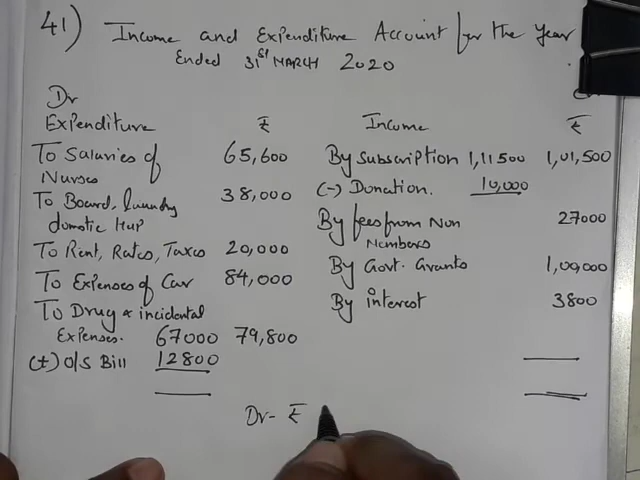 41) Income and Expenditure Account for the Year
Ended 31st MARCH 2020
Dr
Expenditure ₹ Income ₹
To Salaries of Nurses 65,600
To Board, laundry domotic Help 38,000
To Rent, Rates, Taxes 20,000
To Expenses of Car 84,000
To Drug & incidental
Expenses. 67000 79,800
(+) O/S Bill 12800
By Subscription 1,11500 1,01,500
(-) Donation. 10,000
By fees from Non Numbers 27000
By Govt. Grants 1,00,000
By interest 3800
Dr- ₹